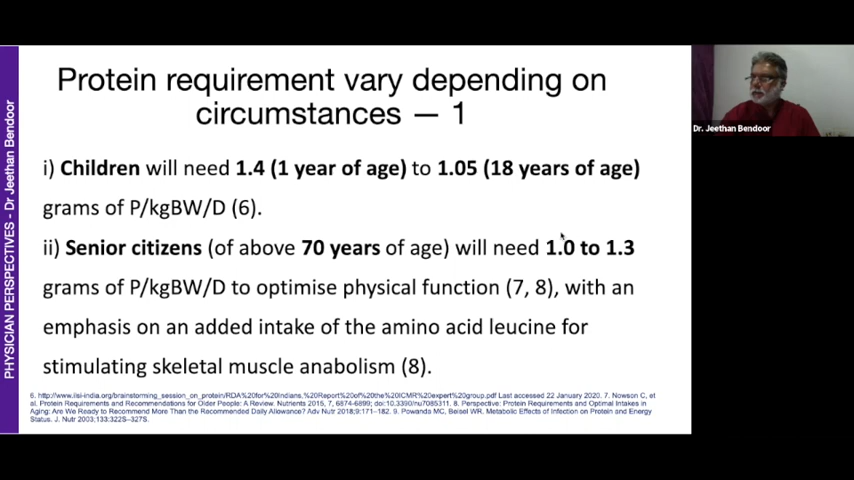 Protein requirement vary depending on
circumstances — 1
i) Children will need 1.4 (1 year of age) to 1.05 (18 years of age)
grams of P/kgBW/D (6).
ii) Senior citizens (of above 70 years of age) will need 1.0 to 1.3
grams of P/kgBW/D to optimise physical function (7, 8), with an
emphasis on an added intake of the amino acid leucine for
stimulating skeletal muscle anabolism (8).
6. http://www.ilsi-india.org/brainstorming_session_on_protein/RDA%20for%20Indians.%20Report%20of%20the%20ICMR%20expert%20group.pdf Last accessed 22 January 2020. 7. Nowson C, et
al. Protein Requirements and Recommendations for Older People: A Review. Nutrients 2015, 7, 6874-6899; doi:10.3390/nu7085311. 8. Perspective: Protein Requirements and Optimal Intakes in
Aging: Are We Ready to Recommend More Than the Recommended Daily Allowance? Adv Nutr 2018;9:171–182. 9. Powanda MC, Beisel WR. Metabolic Effects of Infection on Protein and Energy
Status. J. Nutr 2003;133:322S–327S.
PHYSICIAN PERSPECTIVES - Dr Jeethan Bendoor
Dr. Jeethan Bendoor